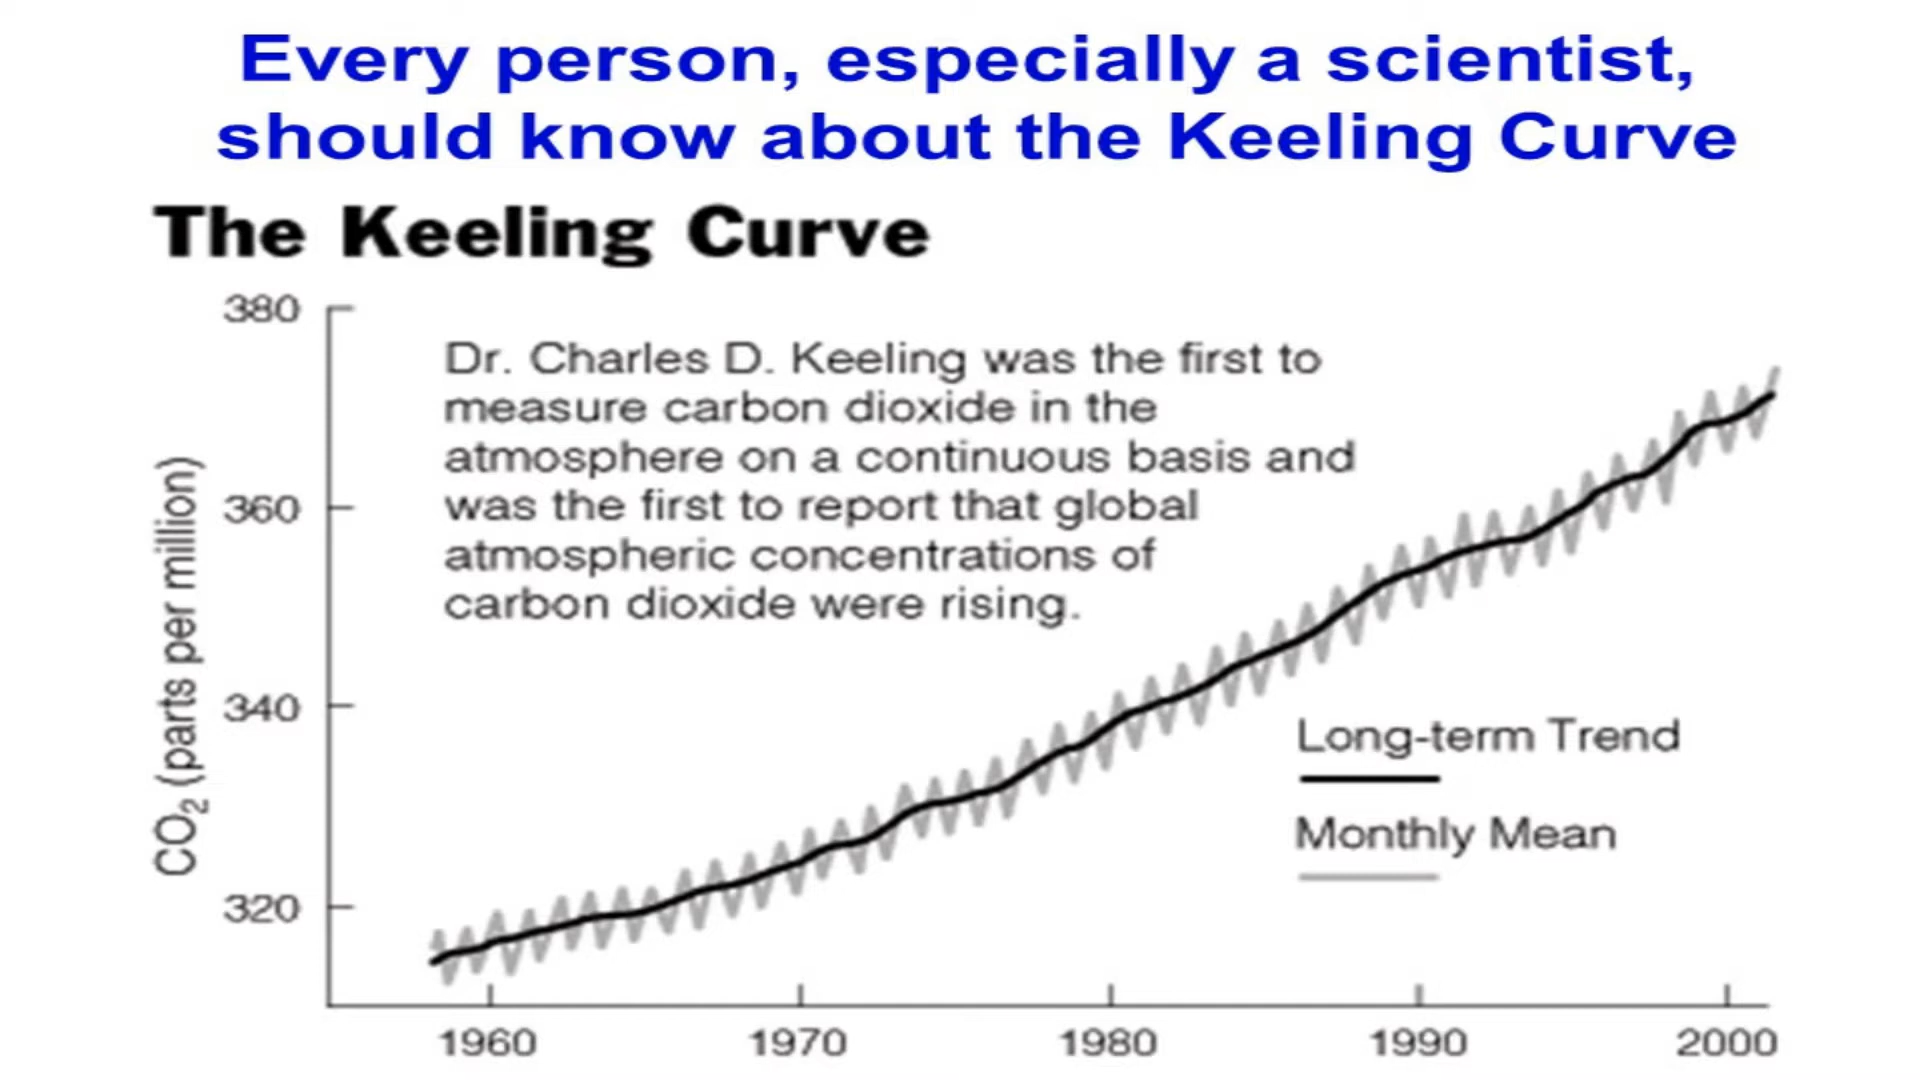 Every person, especially a scientist,
should know about the Keeling Curve
The Keeling Curve
380
Dr. Charles D. Keeling was the first to
measure carbon dioxide in the
atmosphere on a continuous basis and
was the first to report that global
atmospheric concentrations of
carbon dioxide were rising.
360
340
320
CO₂ (parts per million)
Long-term Trend
Monthly Mean
1960 1970 1980 1990 2000